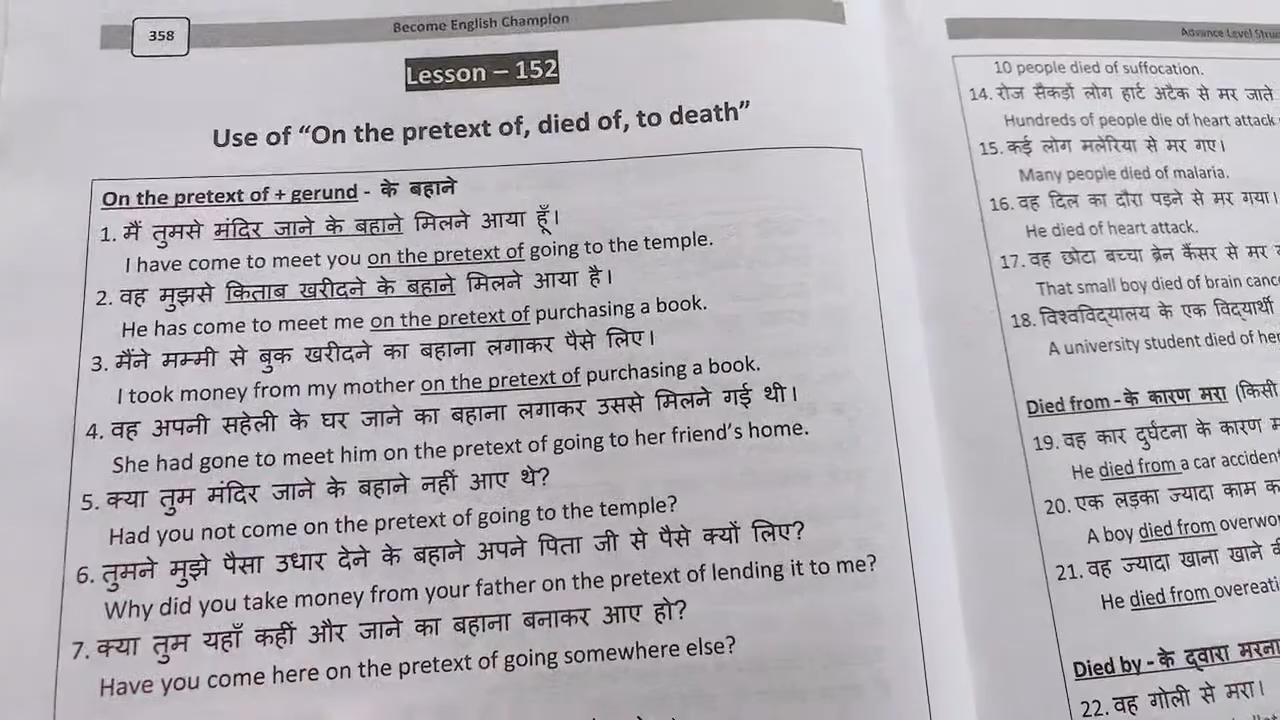 358
Become English Champion
Lesson – 152
Use of “On the pretext of, died of, to death”
On the pretext of + gerund - के बहाने
1. मैं तुमसे मंदिर जाने के बहाने मिलने आया हूँ।
I have come to meet you on the pretext of going to the temple.
2. वह मुझसे किताब खरीदने के बहाने मिलने आया है।
He has come to meet me on the pretext of purchasing a book.
3. मैंने मम्मी से बुक खरीदने का बहाना लगाकर पैसे लिए।
I took money from my mother on the pretext of purchasing a book.
4. वह अपनी सहेली के घर जाने का बहाना लगाकर उससे मिलने गई थी।
She had gone to meet him on the pretext of going to her friend’s home.
5. क्या तुम मंदिर जाने के बहाने नहीं आए थे?
Had you not come on the pretext of going to the temple?
6. तुमने मुझे पैसा उधार देने के बहाने अपने पिता जी से पैसे क्यों लिए?
Why did you take money from your father on the pretext of lending it to me?
7. क्या तुम यहाँ कहीं और जाने का बहाना बनाकर आए हो?
Have you come here on the pretext of going somewhere else?
Advance Level
10 people died of suffocation.
14. रोज सैकड़ों लोग हार्ट अटैक से मर जाते
Hundreds of people die of heart attack
15. कई लोग मलेरिया से मर गए।
Many people died of malaria.
16. वह दिल का दौरा पड़ने से मर गया।
He died of heart attack.
17. वह छोटा बच्चा ब्रेन कैंसर से मर
That small boy died of brain
18. विश्वविद्यालय के एक विद्यार्थी
A university student died of
Died from - के कारण मरा (किसी
19. वह कार दुर्घटना के कारण
He died from a car accident
20. एक लड़का ज्यादा काम
A boy died from
21. वह ज्यादा खाना खाने
He died from
Died by - के द्वारा मरना
22. वह गोली से मरा।